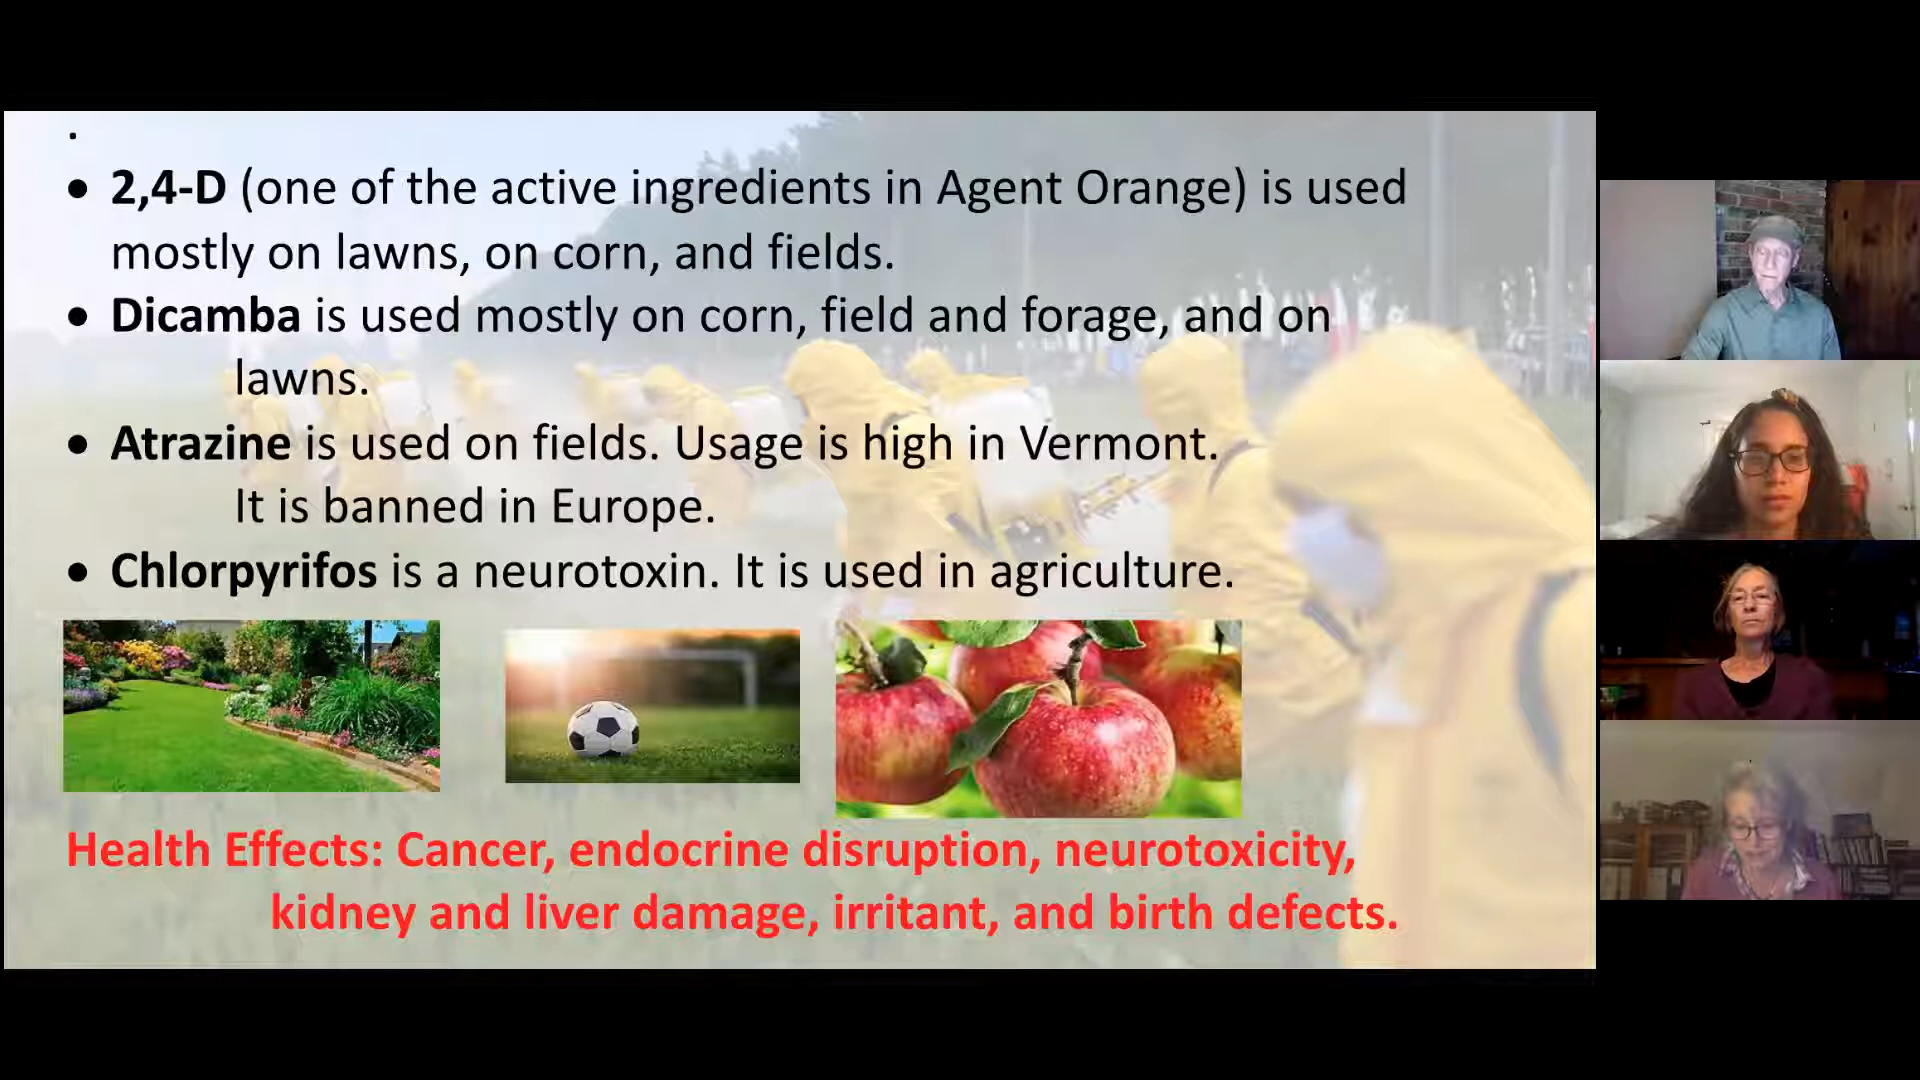 • 2,4-D (one of the active ingredients in Agent Orange) is used
mostly on lawns, on corn, and fields.
• Dicamba is used mostly on corn, field and forage, and on
lawns.
• Atrazine is used on fields. Usage is high in Vermont.
It is banned in Europe.
• Chlorpyrifos is a neurotoxin. It is used in agriculture.
Health Effects: Cancer, endocrine disruption, neurotoxicity,
kidney and liver damage, irritant, and birth defects.